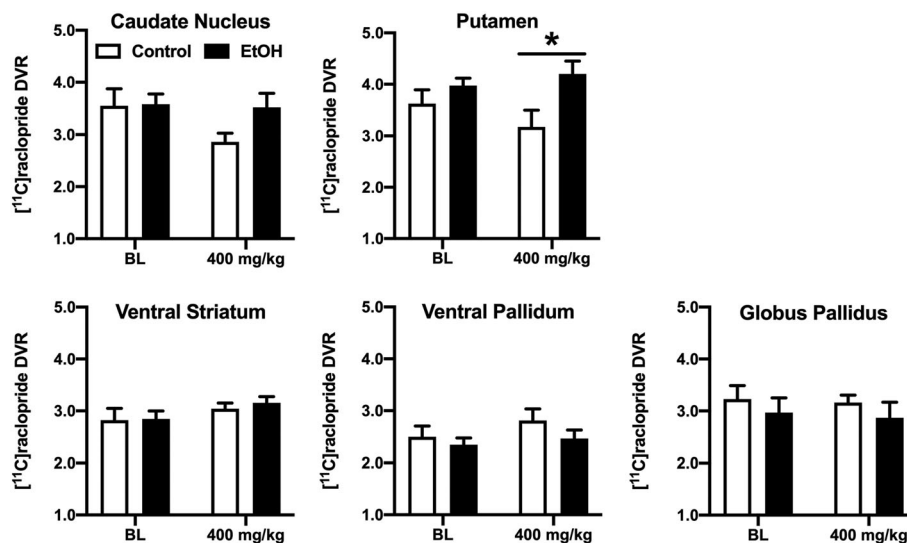 Caudate Nucleus
Control EtOH
[¹¹C]raclopride DVR
5.0
4.0
3.0
2.0
1.0
BL 400 mg/kg
Putamen
*
[¹¹C]raclopride DVR
5.0
4.0
3.0
2.0
1.0
BL 400 mg/kg
Ventral Striatum
[¹¹C]raclopride DVR
5.0
4.0
3.0
2.0
1.0
BL 400 mg/kg
Ventral Pallidum
[¹¹C]raclopride DVR
5.0
4.0
3.0
2.0
1.0
BL 400 mg/kg
Globus Pallidus
[¹¹C]raclopride DVR
5.0
4.0
3.0
2.0
1.0
BL 400 mg/kg